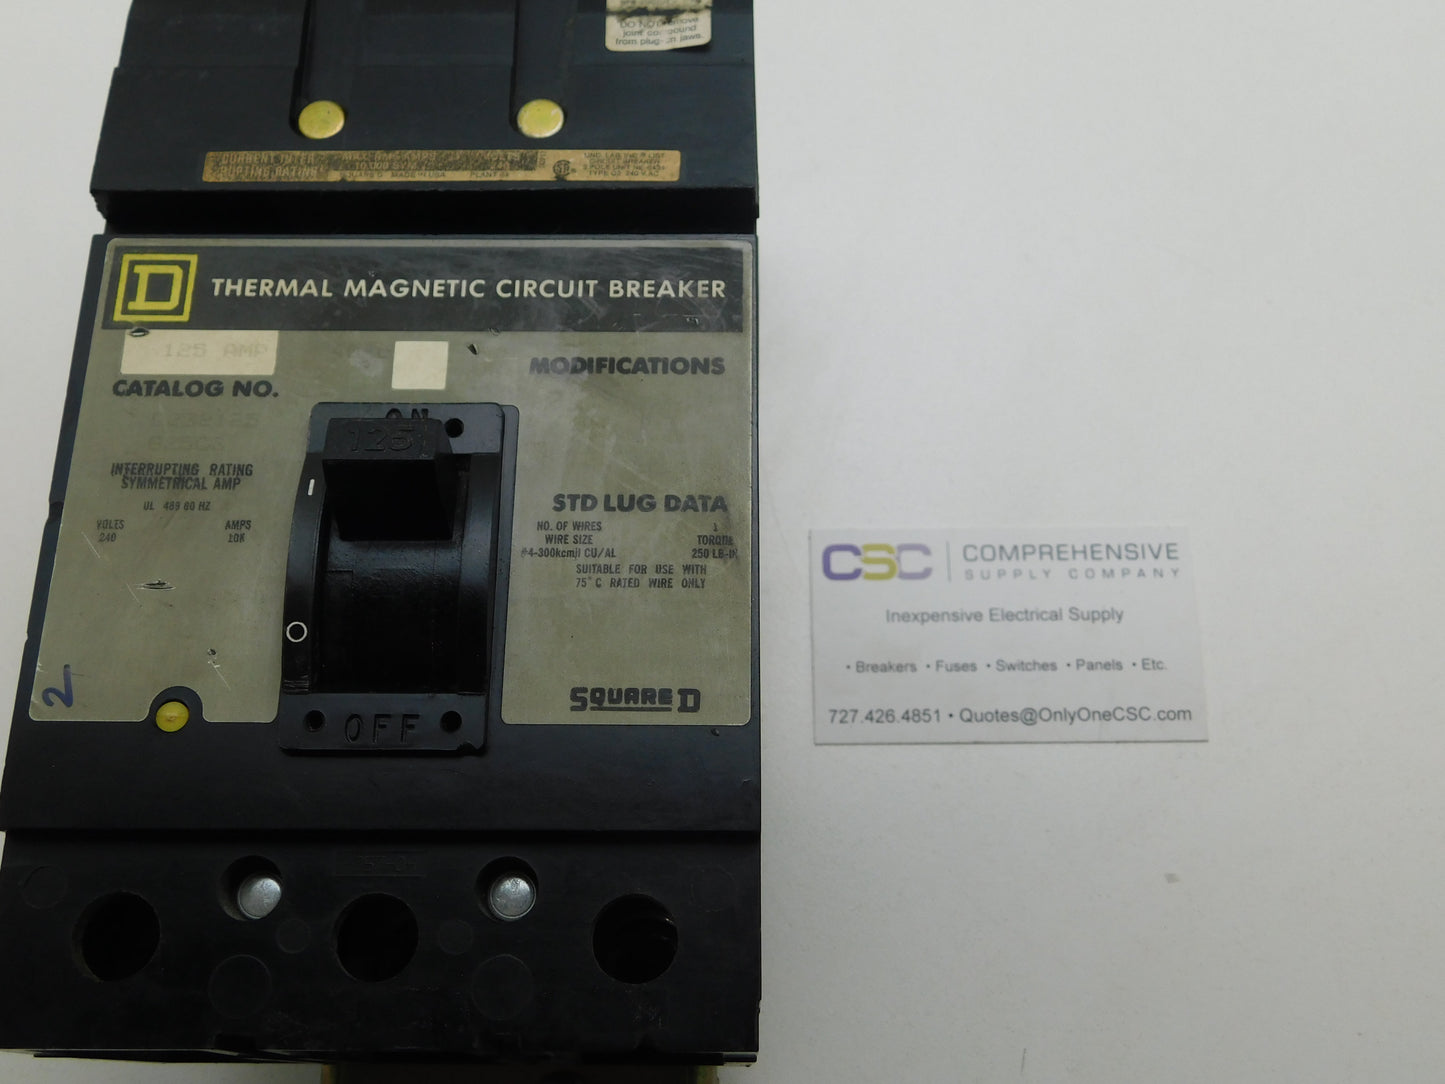 DO NOT remove
joint compound
from plug-on jaws.
CURRENT INTER
RUPTING RATING
SQUARE D MADE IN USA PLANT
D THERMAL MAGNETIC CIRCUIT BREAKER
125 AMP
MODIFICATIONS
CATALOG NO.
ON
125
INTERRUPTING RATING
SYMMETRICAL AMP
UL 489 60 HZ
VOLTS AMPS
240 10K
STD LUG DATA
NO. OF WIRES 1
WIRE SIZE TORQUE
#4-300kcmil CU/AL 250 LB-IN
SUITABLE FOR USE WITH
75° C RATED WIRE ONLY
SQUARE D
I
O
OFF
2
CSC COMPREHENSIVE
SUPPLY COMPANY
Inexpensive Electrical Supply
• Breakers • Fuses • Switches • Panels • Etc.
727.426.4851 • Quotes@OnlyOneCSC.com